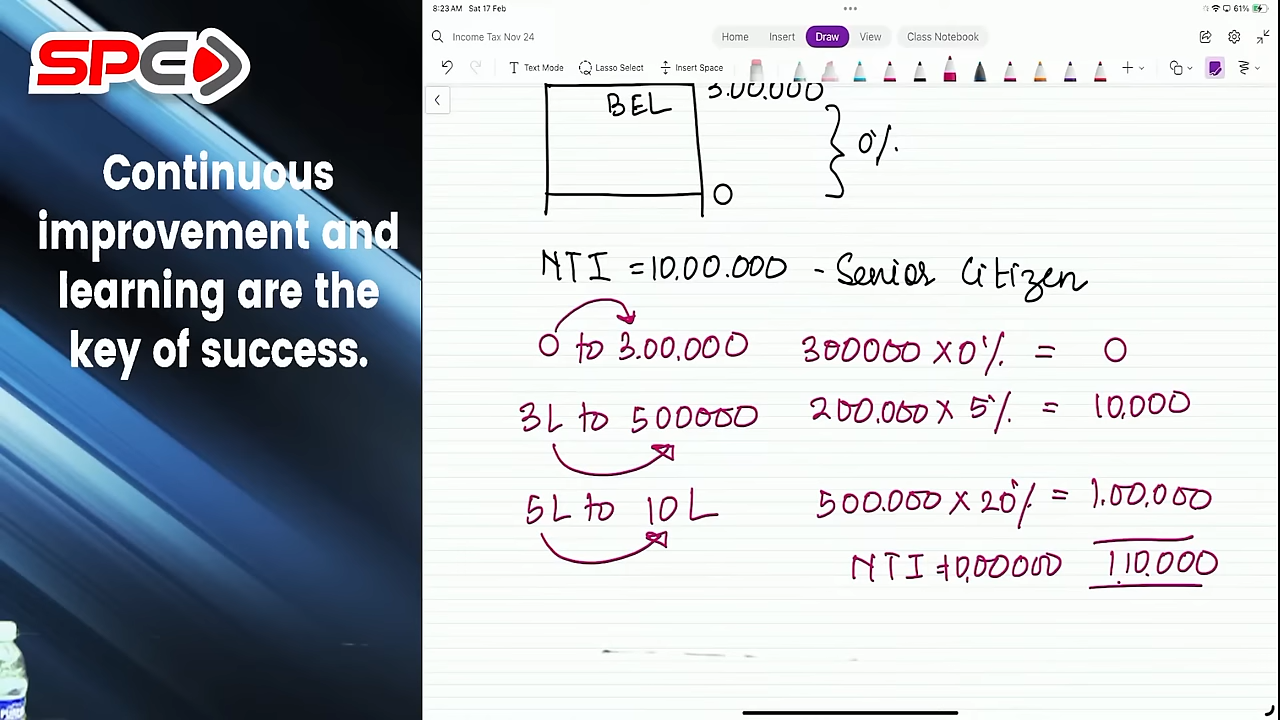 SPE
Continuous
improvement and
learning are the
key of success.
8:23 AM Sat 17 Feb
61%
Income Tax Nov 24
Home Insert Draw View Class Notebook
Text Mode Lasso Select Insert Space
BEL 3.00.000
0%
0
NTI = 10,00.000 - Senior Citizen
0 to 3.00.000 300000 X 0% = 0
3L to 500000 200.000 X 5% = 10,000
5L to 10L 500.000 X 20% = 1.00,000
NTI = 10,00000 1,10,000